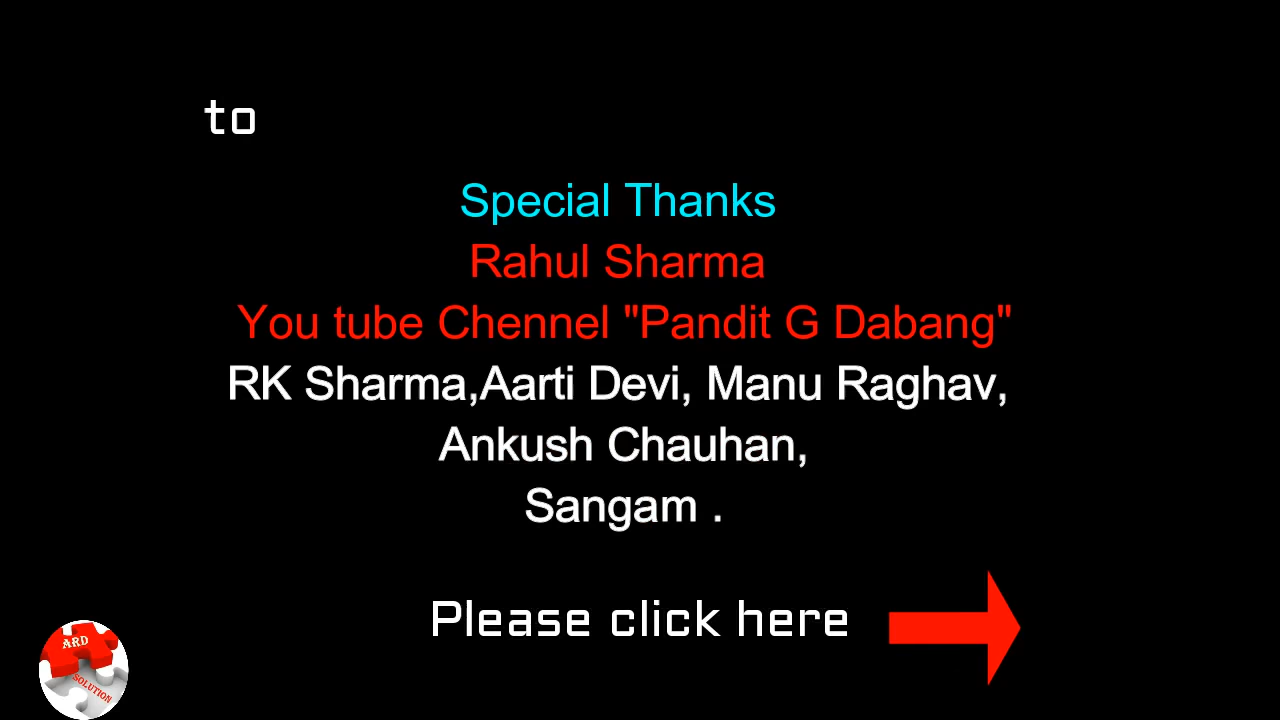 to
Special Thanks
Rahul Sharma
You tube Chennel "Pandit G Dabang"
RK Sharma,Aarti Devi, Manu Raghav,
Ankush Chauhan,
Sangam .
Please click here
ARD
SOLUTION